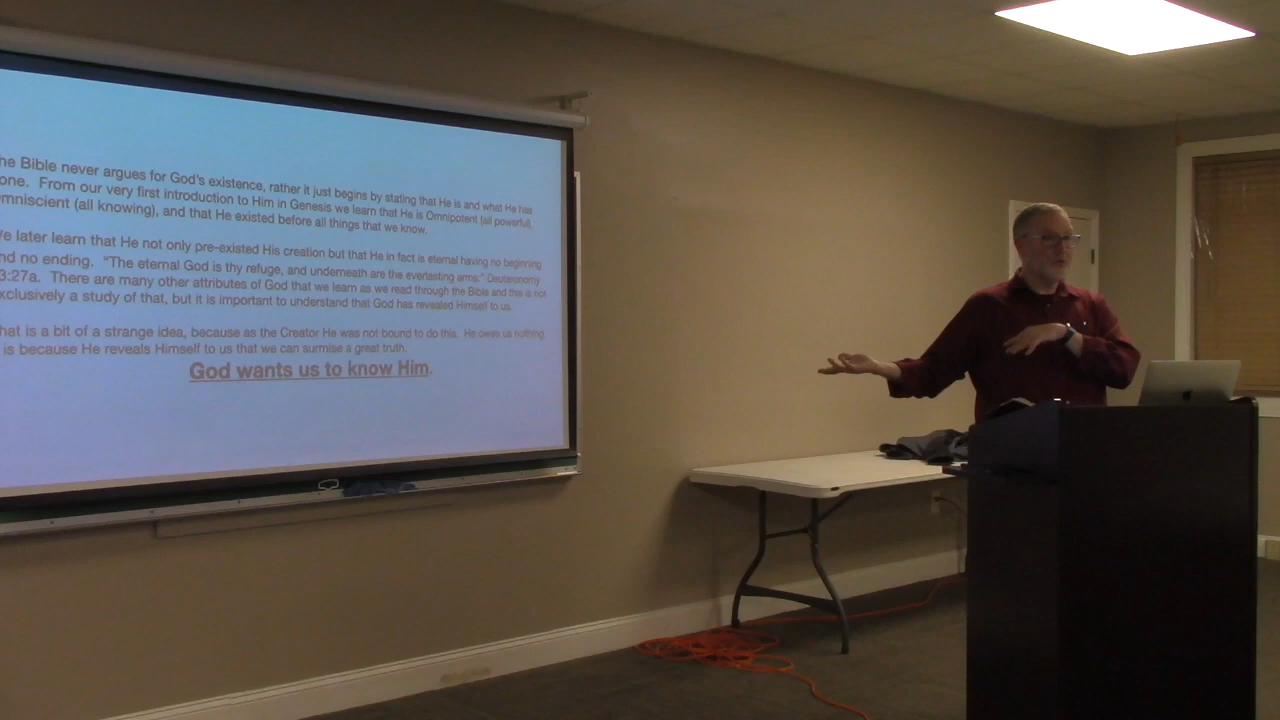 he Bible never argues for God's existence, rather it just begins by stating that He is and what He has
one. From our very first introduction to Him in Genesis we learn that He is Omnipotent (all powerful),
mniscient (all knowing), and that He existed before all things that we know.
e later learn that He not only pre-existed His creation but that He in fact is eternal having no beginning
nd no ending. "The eternal God is thy refuge, and underneath are the everlasting arms:" Deuteronomy
3:27a. There are many other attributes of God that we learn as we read through the Bible and this is not
xclusively a study of that, but it is important to understand that God has revealed Himself to us.
hat is a bit of a strange idea, because as the Creator He was not bound to do this. He owes us nothing.
is because He reveals Himself to us that we can surmise a great truth.
God wants us to know Him.